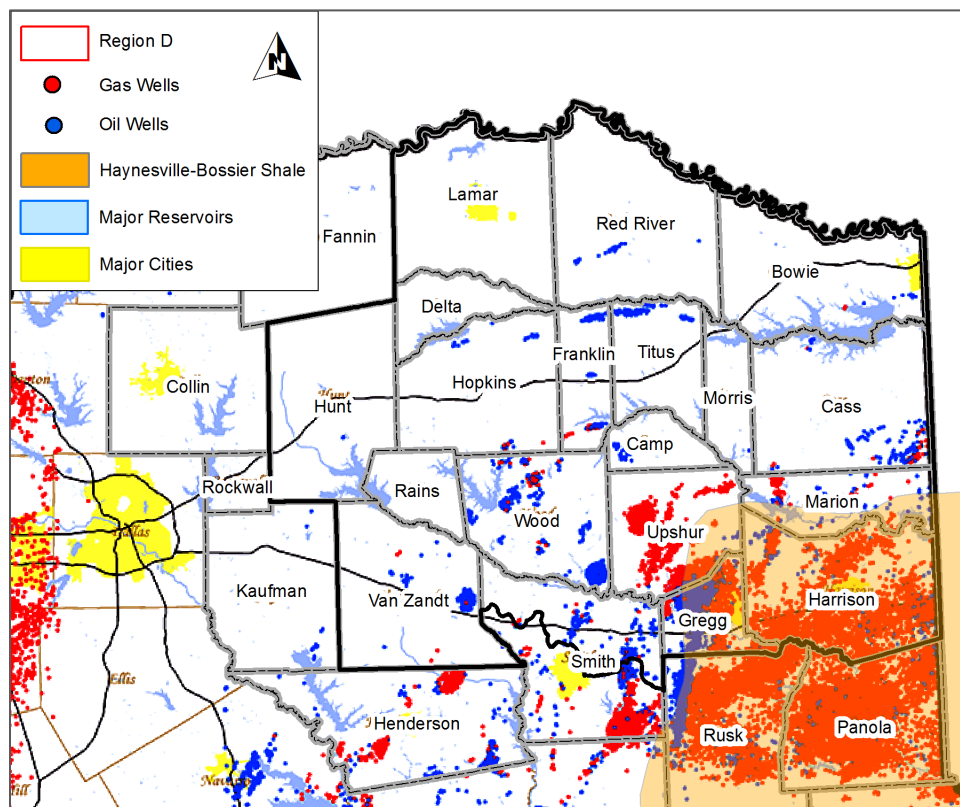 Region D
N
Gas Wells
Oil Wells
Haynesville-Bossier Shale
Major Reservoirs
Major Cities
Lamar
Red River
Fannin
Bowie
Delta
Franklin
Titus
Collin
Hopkins
Hunt
Morris
Cass
Camp
Rockwall
Rains
Marion
Wood
Upshur
Dallas
Kaufman
Van Zandt
Harrison
Gregg
Smith
Ellis
Henderson
Rusk
Panola